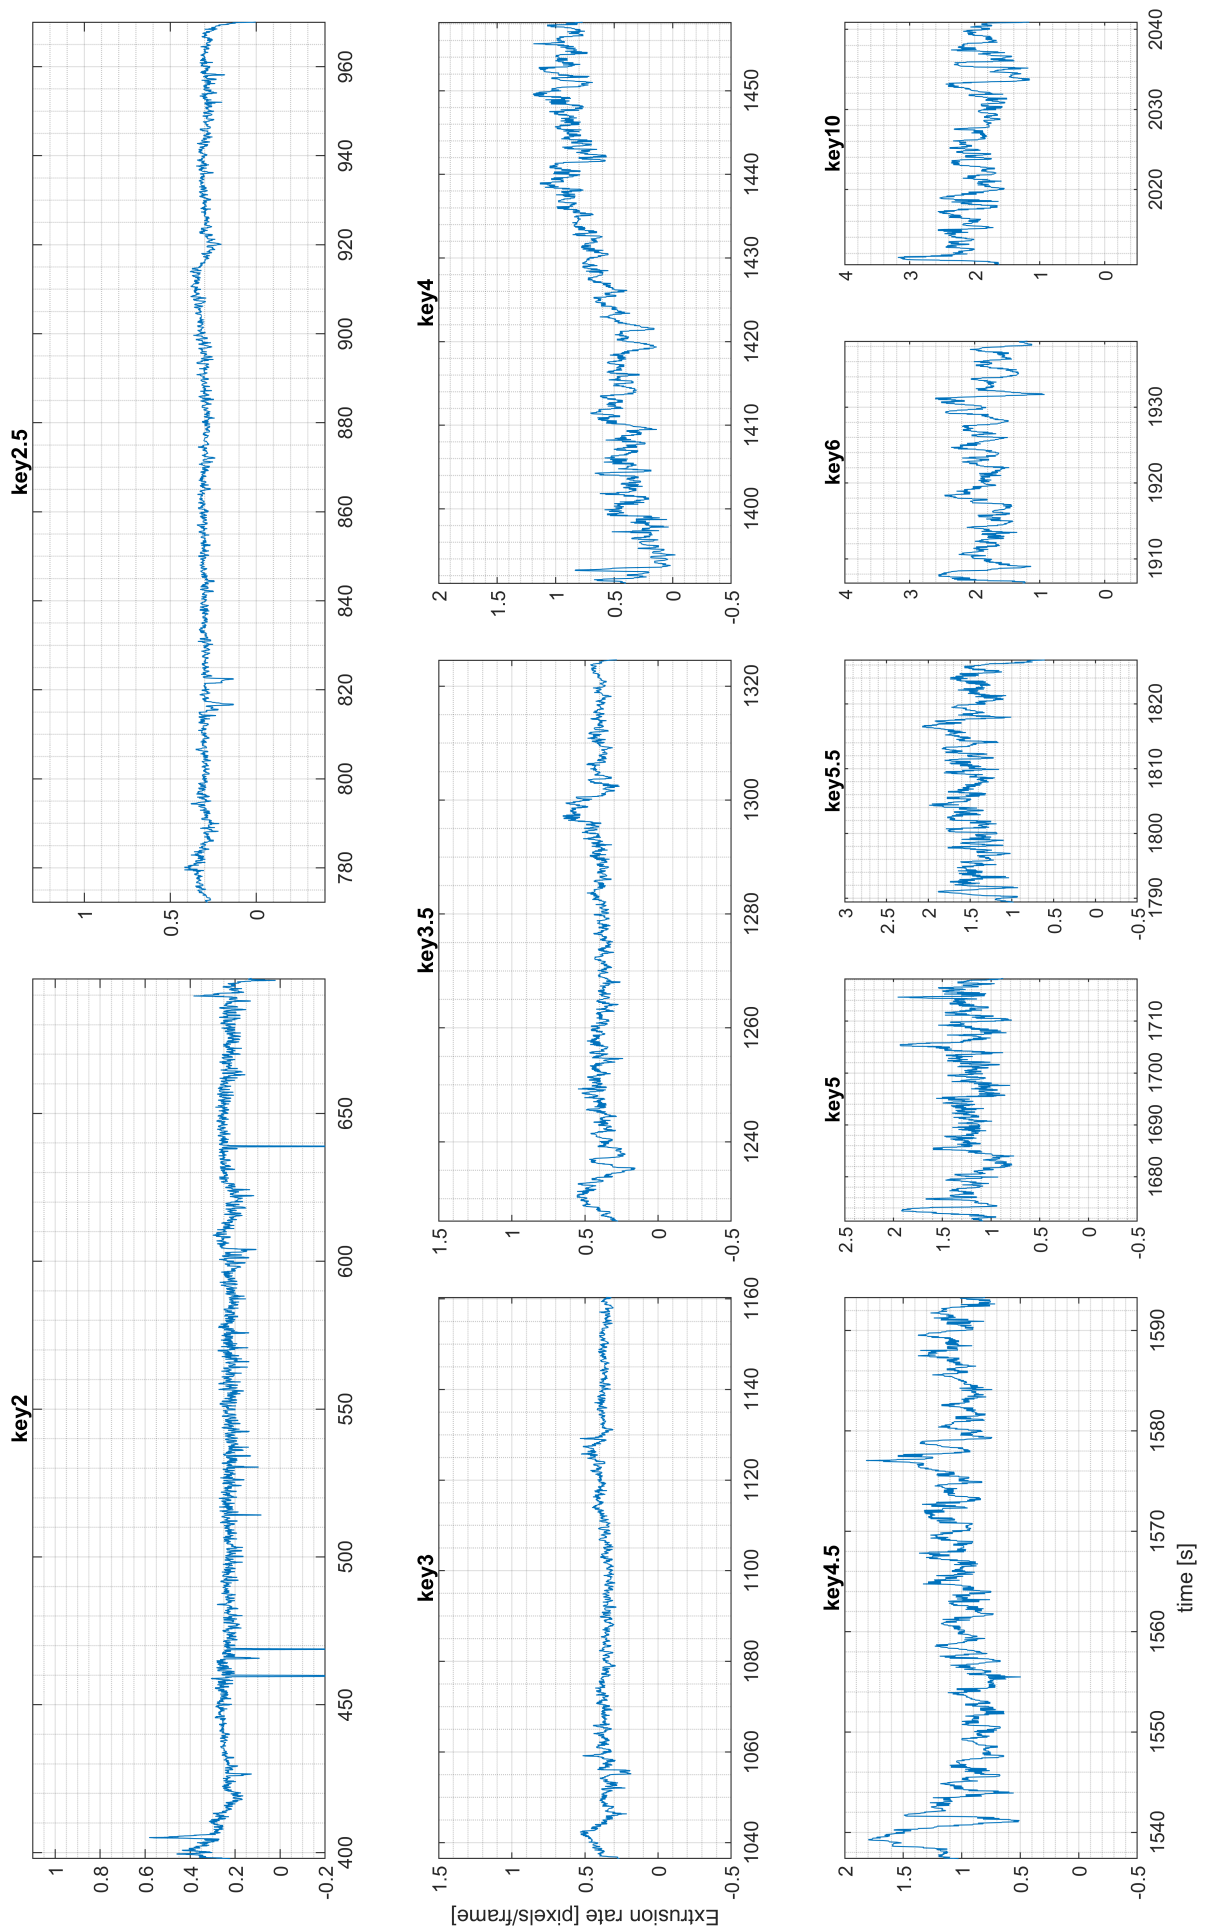 key2
1
0.8
0.6
0.4
0.2
0
-0.2
400 450 500 550 600 650
key2.5
1
0.5
0
780 800 820 840 860 880 900 920 940 960
Extrusion rate [pixels/frame]
key3
1.5
1
0.5
0
-0.5
1040 1060 1080 1100 1120 1140 1160
key3.5
1.5
1
0.5
0
-0.5
1240 1260 1280 1300 1320
key4
2
1.5
1
0.5
0
-0.5
1400 1410 1420 1430 1440 1450
key4.5
2
1.5
1
0.5
0
-0.5
1540 1550 1560 1570 1580 1590
time [s]
key5
2.5
2
1.5
1
0.5
0
-0.5
1680 1690 1700 1710
key5.5
3
2.5
2
1.5
1
0.5
0
-0.5
1790 1800 1810 1820
key6
4
3
2
1
0
1910 1920 1930
key10
4
3
2
1
0
2020 2030 2040